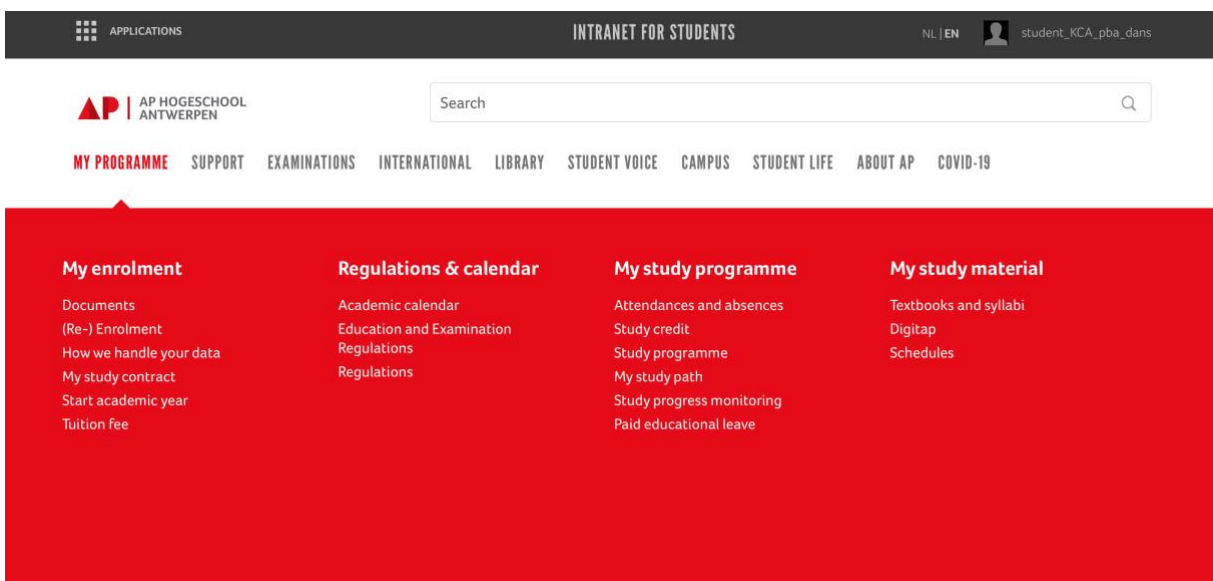 APPLICATIONS
INTRANET FOR STUDENTS
NL | EN
student_KCA_pba_dans
AP | AP HOGESCHOOL
ANTWERPEN
Search
MY PROGRAMME SUPPORT EXAMINATIONS INTERNATIONAL LIBRARY STUDENT VOICE CAMPUS STUDENT LIFE ABOUT AP COVID-19
My enrolment
Documents
(Re-) Enrolment
How we handle your data
My study contract
Start academic year
Tuition fee
Regulations & calendar
Academic calendar
Education and Examination
Regulations
Regulations
My study programme
Attendances and absences
Study credit
Study programme
My study path
Study progress monitoring
Paid educational leave
My study material
Textbooks and syllabi
Digitap
Schedules